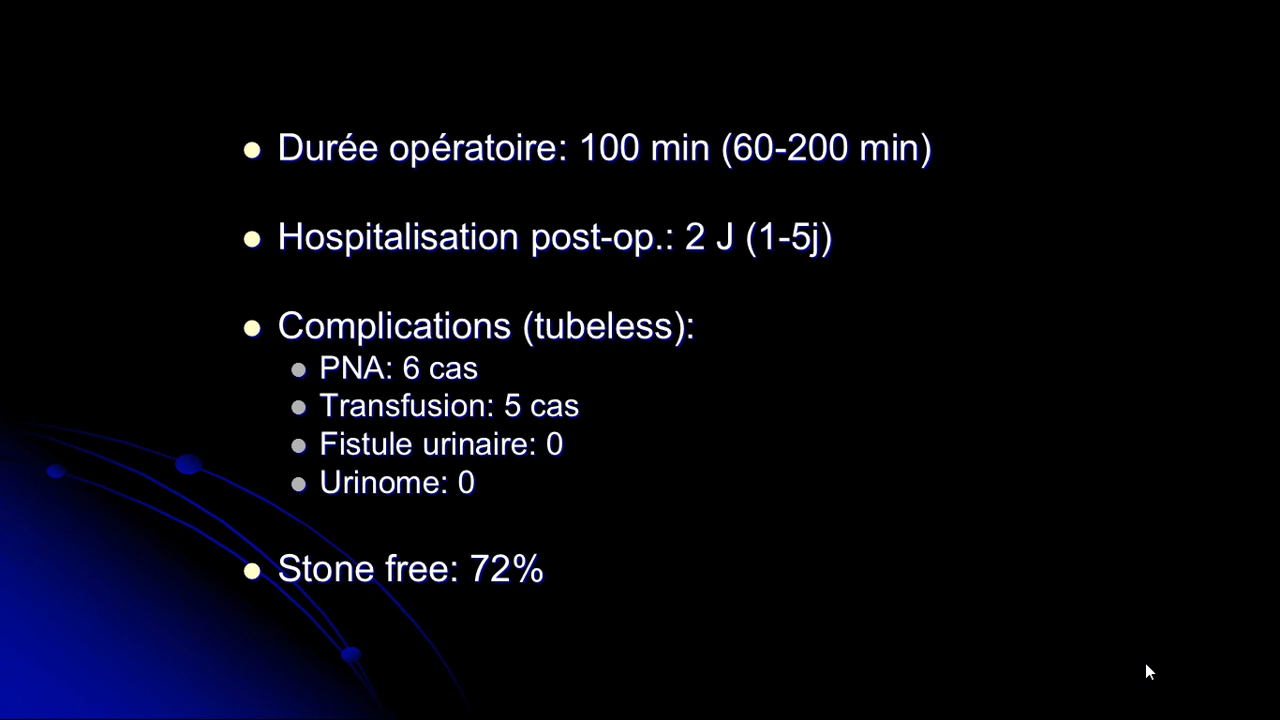 Durée opératoire: 100 min (60-200 min)
Hospitalisation post-op.: 2 J (1-5j)
Complications (tubeless):
PNA: 6 cas
Transfusion: 5 cas
Fistule urinaire: 0
Urinome: 0
Stone free: 72%